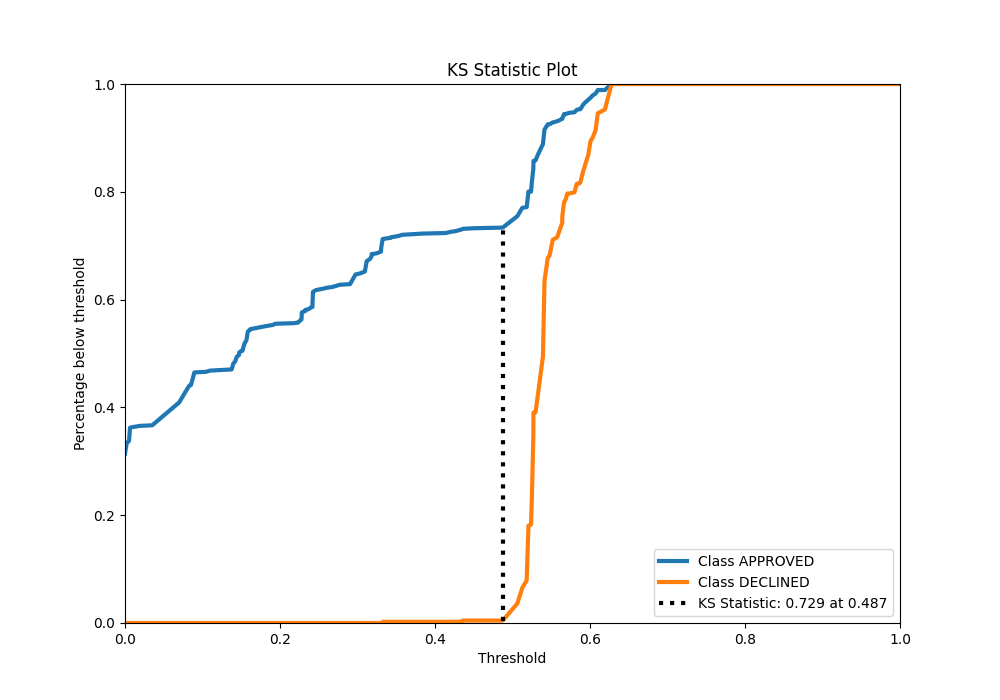 KS Statistic Plot
Percentage below threshold
1.0
0.8
0.6
0.4
0.2
0.0
0.0 0.2 0.4 0.6 0.8 1.0
Threshold
Class APPROVED
Class DECLINED
KS Statistic: 0.729 at 0.487